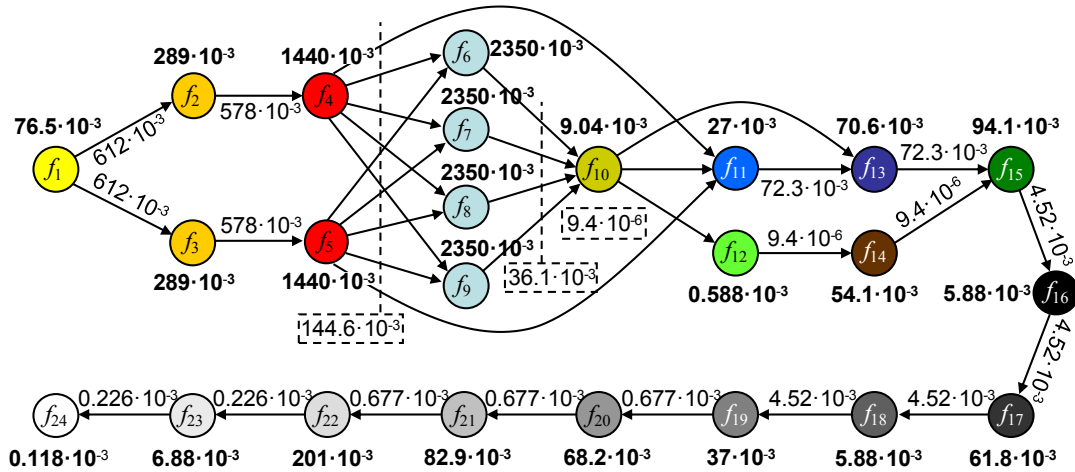 289·10⁻³
1440·10⁻³
2350·10⁻³
f₆
f₂
578·10⁻³
f₄
2350·10⁻³
76.5·10⁻³
612·10⁻³
f₇
9.04·10⁻³
27·10⁻³
70.6·10⁻³
94.1·10⁻³
f₁
2350·10⁻³
f₁₀
f₁₁
72.3·10⁻³
f₁₃
72.3·10⁻³
f₁₅
612·10⁻³
f₈
9.4·10⁻⁶
f₃
578·10⁻³
f₅
2350·10⁻³
f₁₂
9.4·10⁻⁶
f₁₄
9.4·10⁻⁶
4.52·10⁻³
289·10⁻³
1440·10⁻³
f₉
36.1·10⁻³
0.588·10⁻³
54.1·10⁻³
5.88·10⁻³
f₁₆
144.6·10⁻³
4.52·10⁻³
f₂₄
0.226·10⁻³
f₂₃
0.226·10⁻³
f₂₂
0.677·10⁻³
f₂₁
0.677·10⁻³
f₂₀
0.677·10⁻³
f₁₉
4.52·10⁻³
f₁₈
4.52·10⁻³
f₁₇
0.118·10⁻³
6.88·10⁻³
201·10⁻³
82.9·10⁻³
68.2·10⁻³
37·10⁻³
5.88·10⁻³
61.8·10⁻³